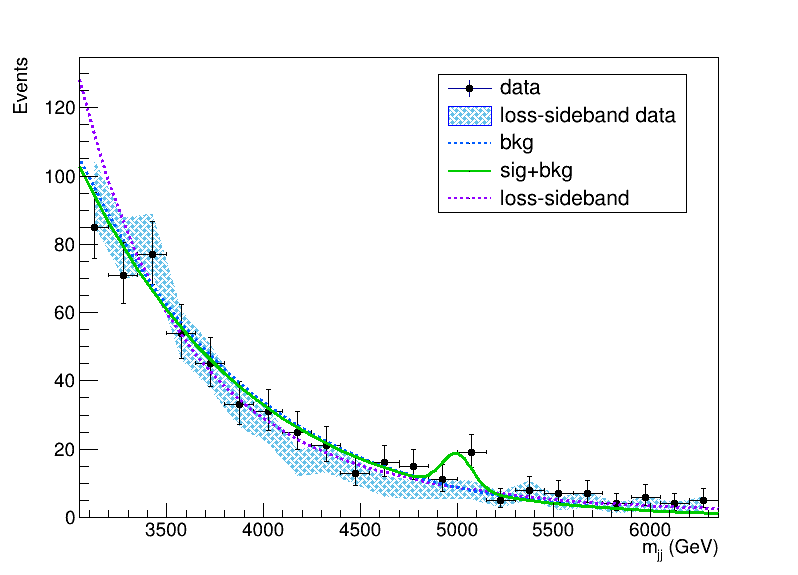 Events
120
100
80
60
40
20
0
data
loss-sideband data
bkg
sig+bkg
loss-sideband
3500 4000 4500 5000 5500 6000
m_jj (GeV)